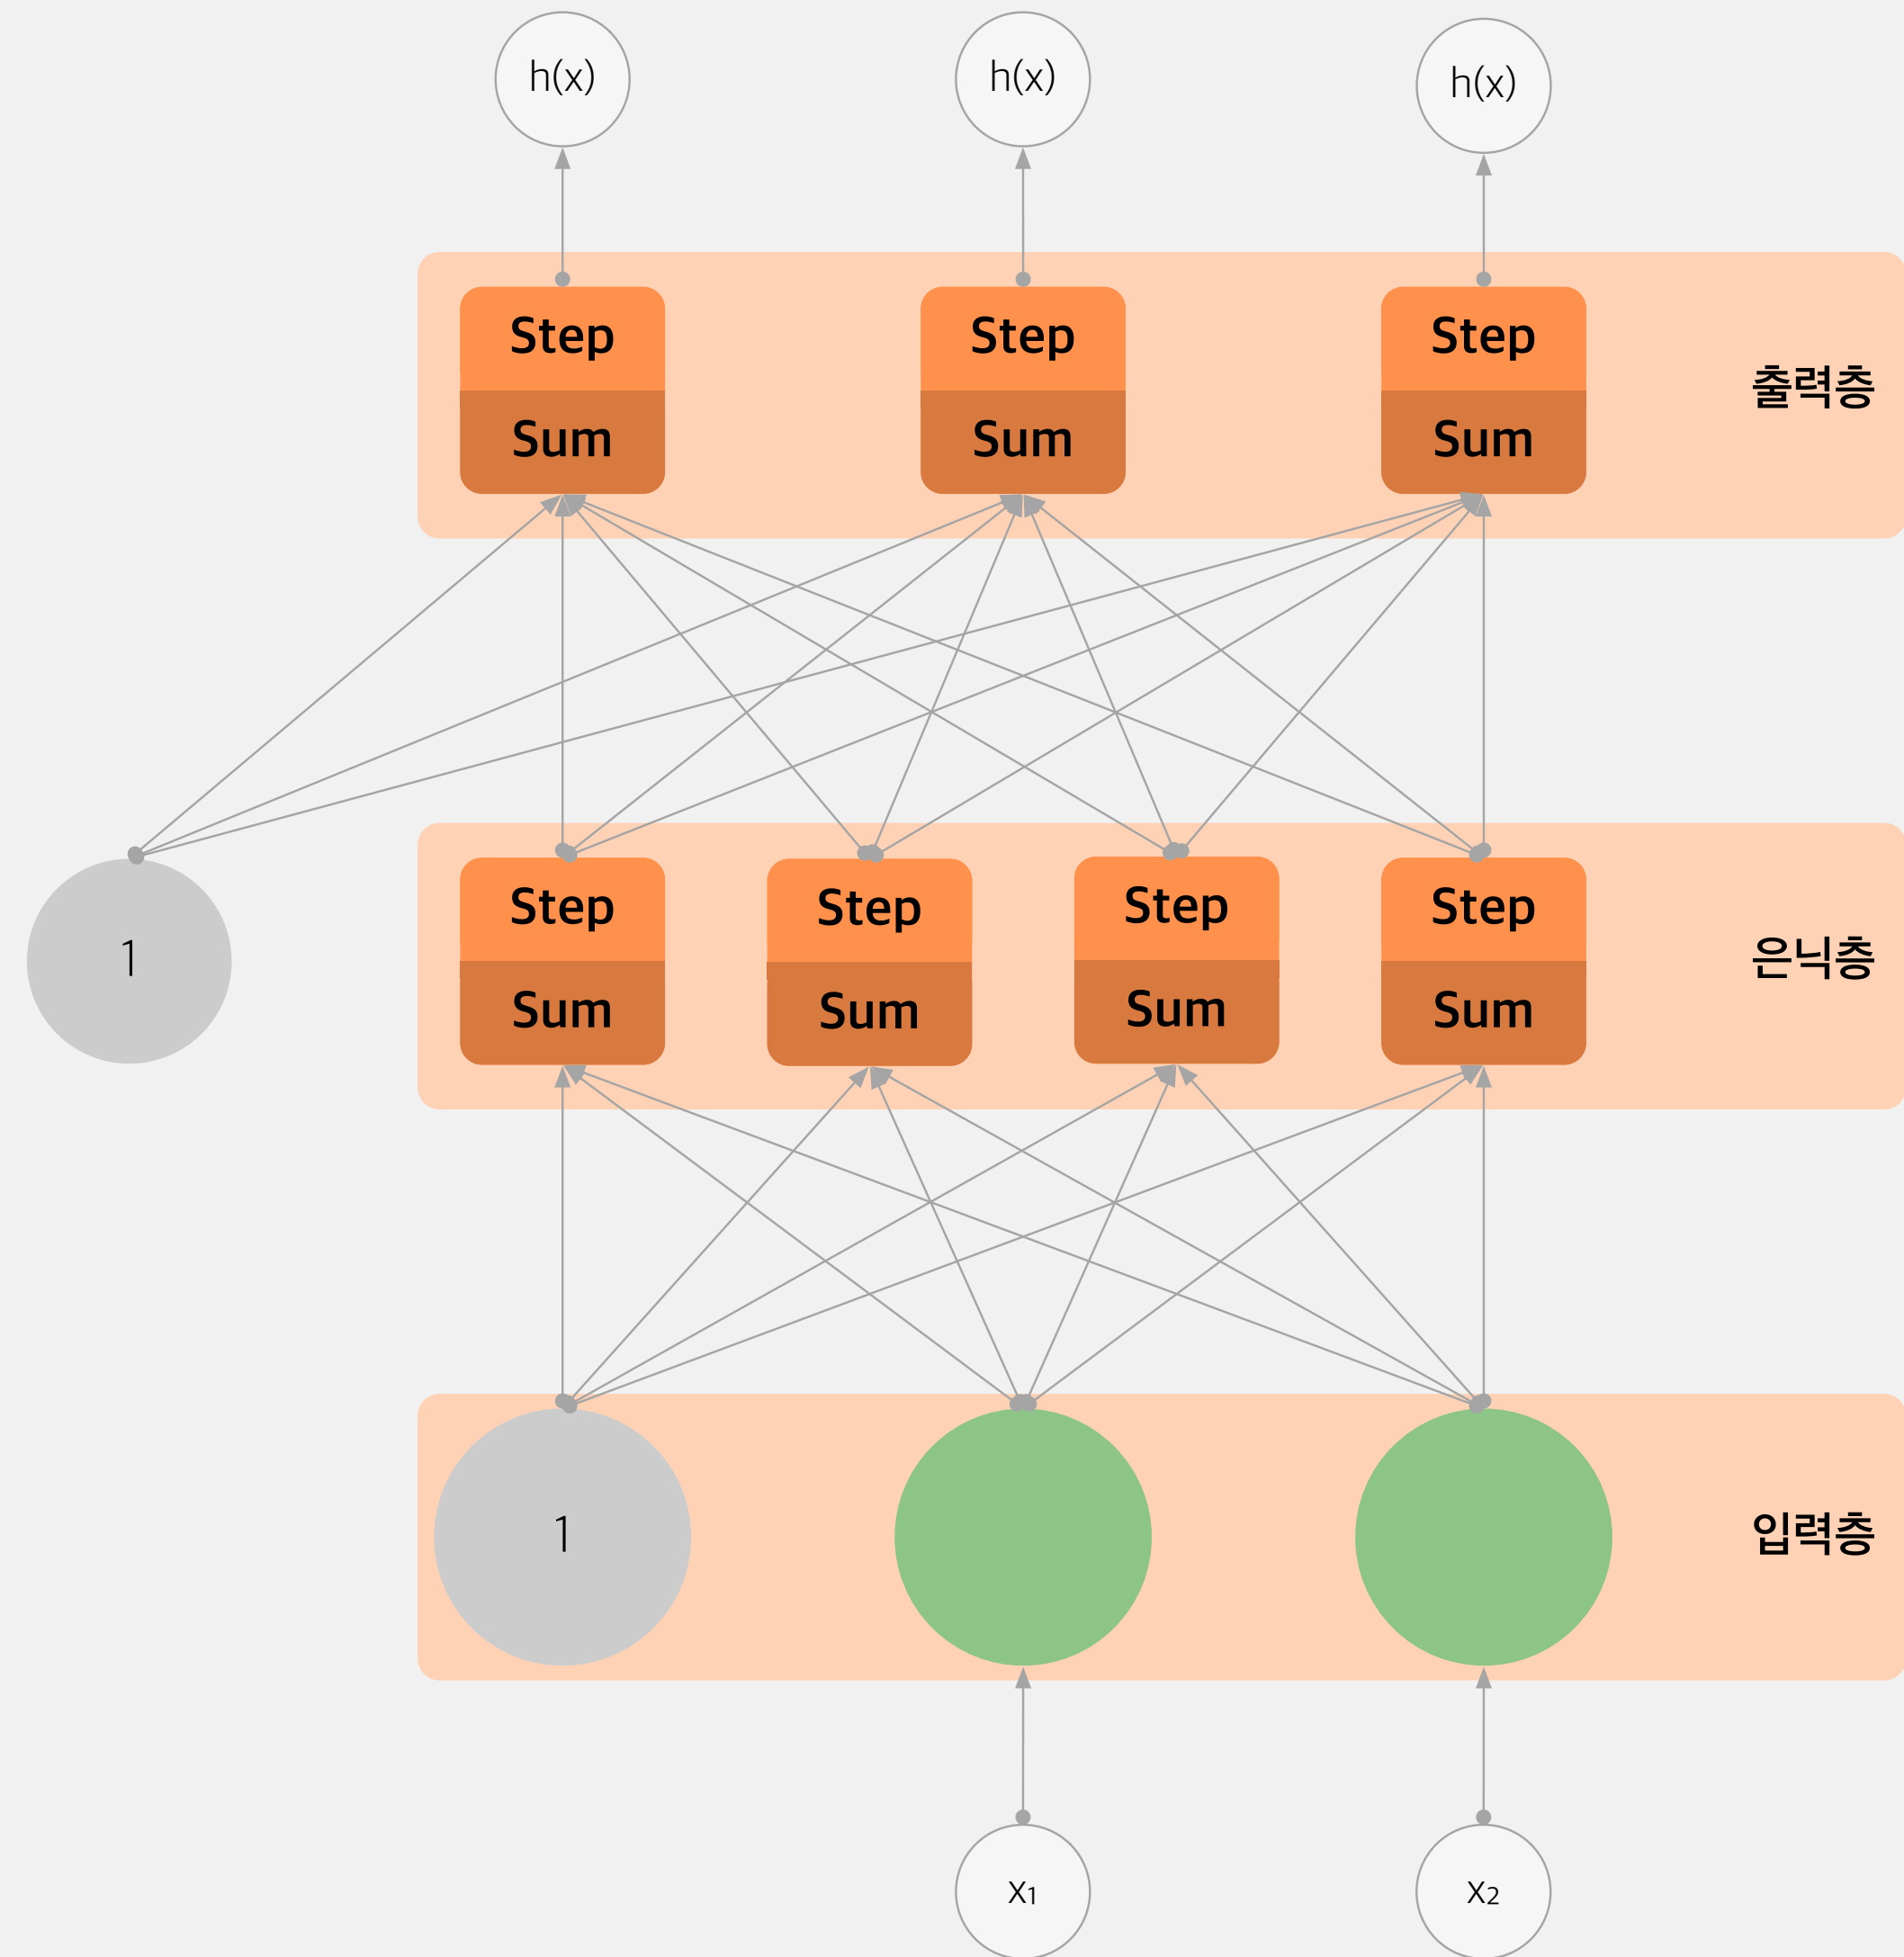 h(x)
h(x)
h(x)
Step
Step
Step
출력층
Sum
Sum
Sum
Step
Step
Step
Step
1
은닉층
Sum
Sum
Sum
Sum
1
입력층
x1
x2